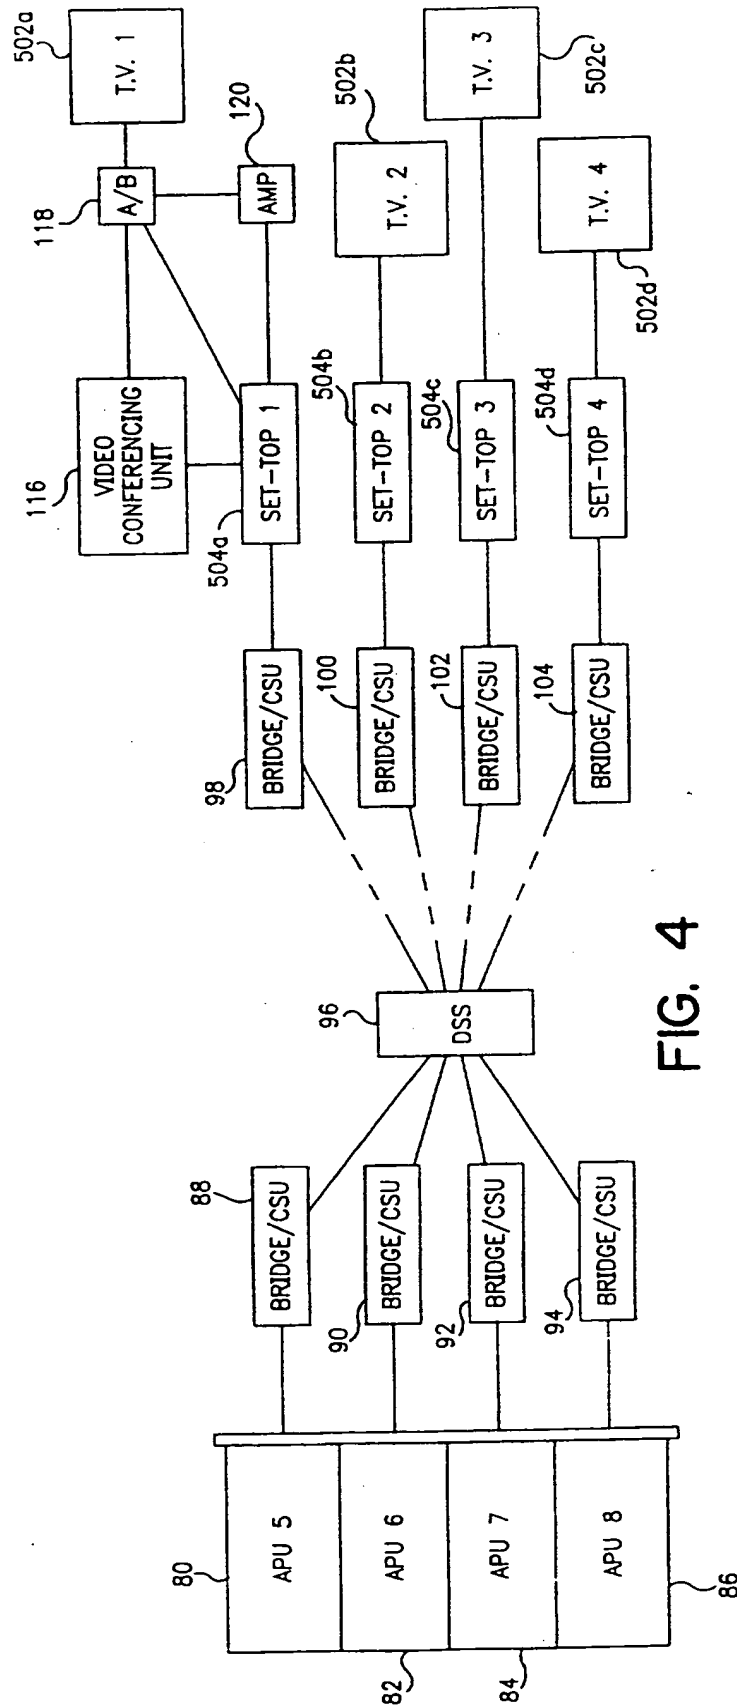 80
APU 5
APU 6
APU 7
APU 8
82
84
86
88
BRIDGE/CSU
90
BRIDGE/CSU
92
BRIDGE/CSU
94
BRIDGE/CSU
96
DSS
98
BRIDGE/CSU
100
BRIDGE/CSU
102
BRIDGE/CSU
104
BRIDGE/CSU
116
VIDEO
CONFERENCING
UNIT
504a
SET-TOP 1
504b
SET-TOP 2
504c
SET-TOP 3
504d
SET-TOP 4
118
A/B
120
AMP
502a
T.V. 1
502b
T.V. 2
T.V. 3
502c
T.V. 4
502d
FIG. 4